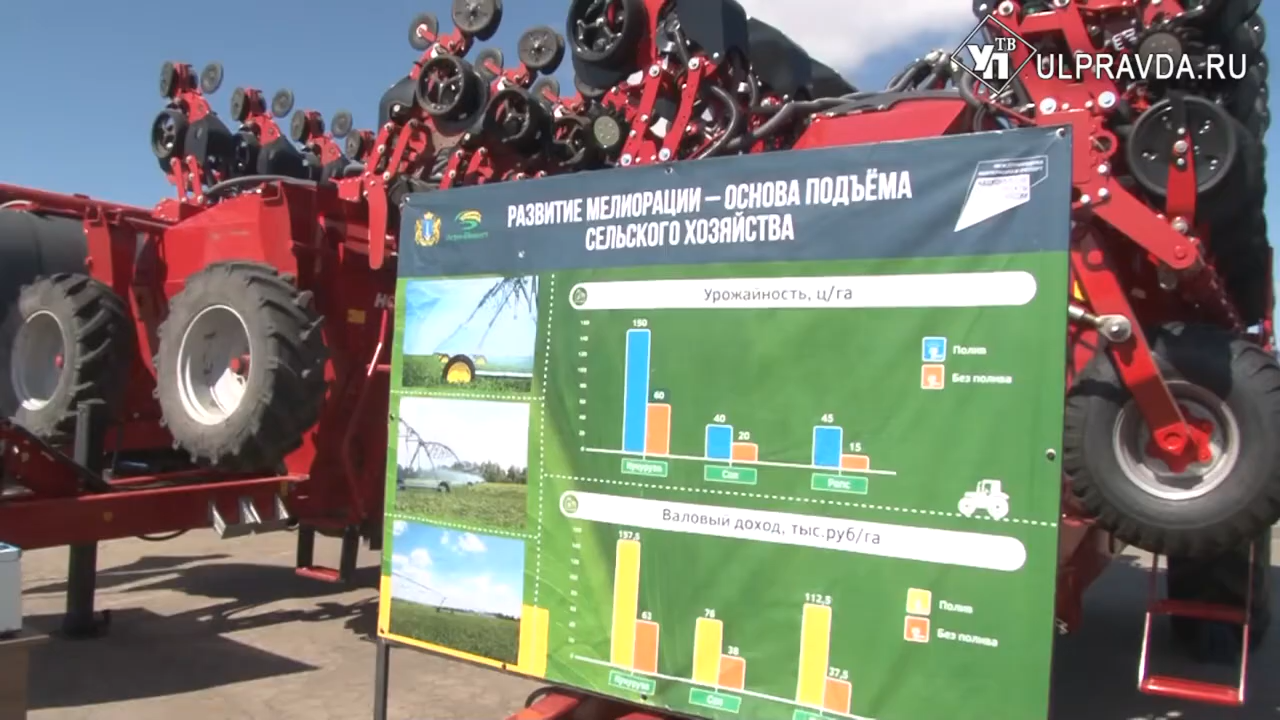 УП ТВ ULPRAVDA.RU
РАЗВИТИЕ МЕЛИОРАЦИИ – ОСНОВА ПОДЪЁМА
СЕЛЬСКОГО ХОЗЯЙСТВА
Урожайность, ц/га
150
60
40
20
45
15
Кукуруза
Соя
Рапс
Полив
Без полива
Валовый доход, тыс.руб/га
157,5
63
76
38
112,5
37,5
Кукуруза
Соя
Полив
Без полива